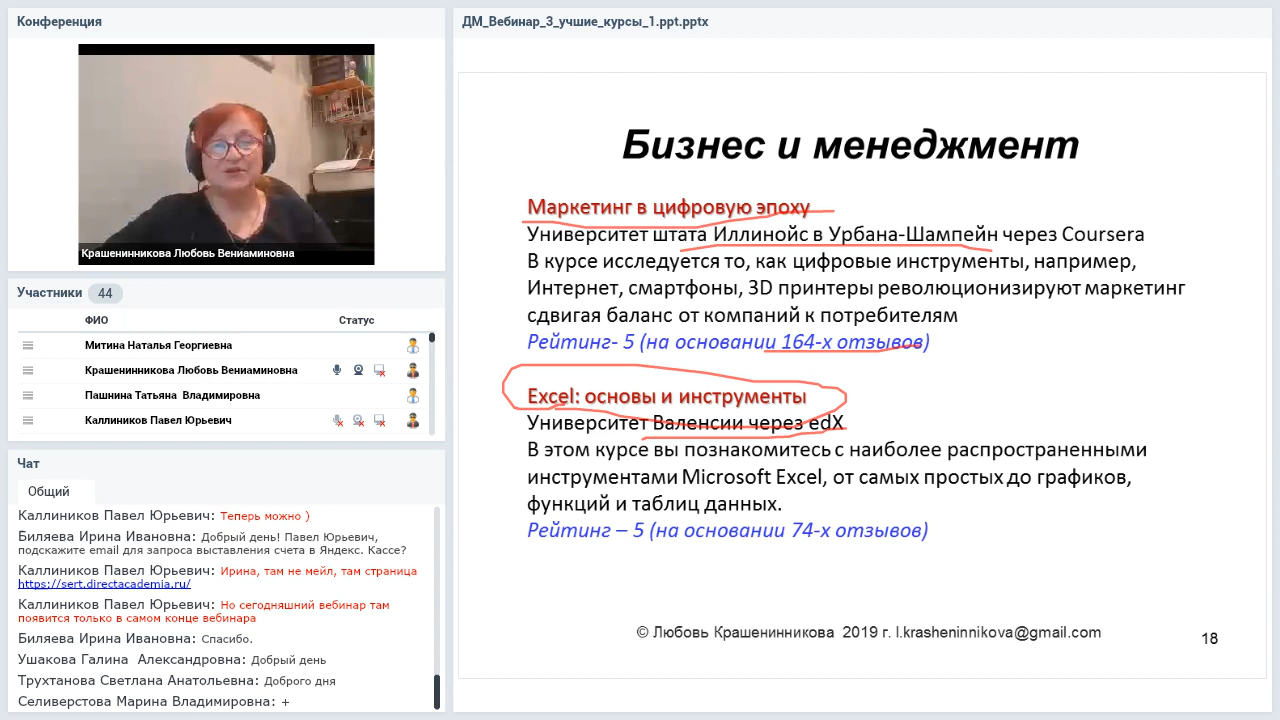 Конференция
Крашенинникова Любовь Вениаминовна
Участники 44
ФИО Статус
Митина Наталья Георгиевна
Крашенинникова Любовь Вениаминовна
Пашнина Татьяна Владимировна
Каллиников Павел Юрьевич
Чат
Общий
Каллиников Павел Юрьевич: Теперь можно )
Биляева Ирина Ивановна: Добрый день! Павел Юрьевич,
подскажите email для запроса выставления счета в Яндекс. Кассе?
Каллиников Павел Юрьевич: Ирина, там не мейл, там страница
https://sert.directacademia.ru/
Каллиников Павел Юрьевич: Но сегодняшний вебинар там
появится только в самом конце вебинара
Биляева Ирина Ивановна: Спасибо.
Ушакова Галина Александровна: Добрый день
Трухтанова Светлана Анатольевна: Доброго дня
Селиверстова Марина Владимировна: +
ДМ_Вебинар_3_учшие_курсы_1.ppt.pptx
Бизнес и менеджмент
Маркетинг в цифровую эпоху
Университет штата Иллинойс в Урбана-Шампейн через Coursera
В курсе исследуется то, как цифровые инструменты, например,
Интернет, смартфоны, 3D принтеры революционизируют маркетинг
сдвигая баланс от компаний к потребителям
Рейтинг- 5 (на основании 164-х отзывов)
Excel: основы и инструменты
Университет Валенсии через edX
В этом курсе вы познакомитесь с наиболее распространенными
инструментами Microsoft Excel, от самых простых до графиков,
функций и таблиц данных.
Рейтинг – 5 (на основании 74-х отзывов)
© Любовь Крашенинникова 2019 г. l.krasheninnikova@gmail.com
18